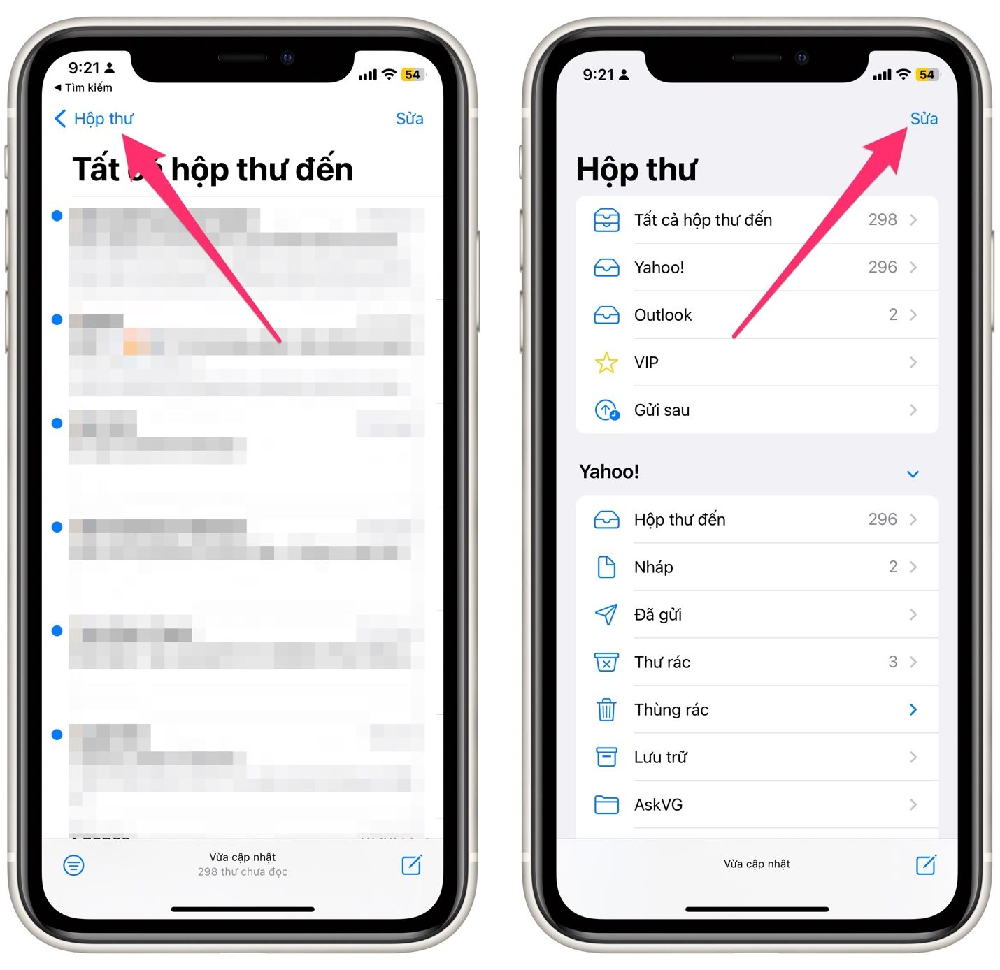 9:21
54
Tìm kiếm
Hộp thư
Sửa
Tất cả hộp thư đến
Vừa cập nhật
298 thư chưa đọc
9:21
54
Sửa
Hộp thư
Tất cả hộp thư đến 298
Yahoo! 296
Outlook 2
VIP
Gửi sau
Yahoo!
Hộp thư đến 296
Nháp 2
Đã gửi
Thư rác 3
Thùng rác
Lưu trữ
AskVG
Vừa cập nhật